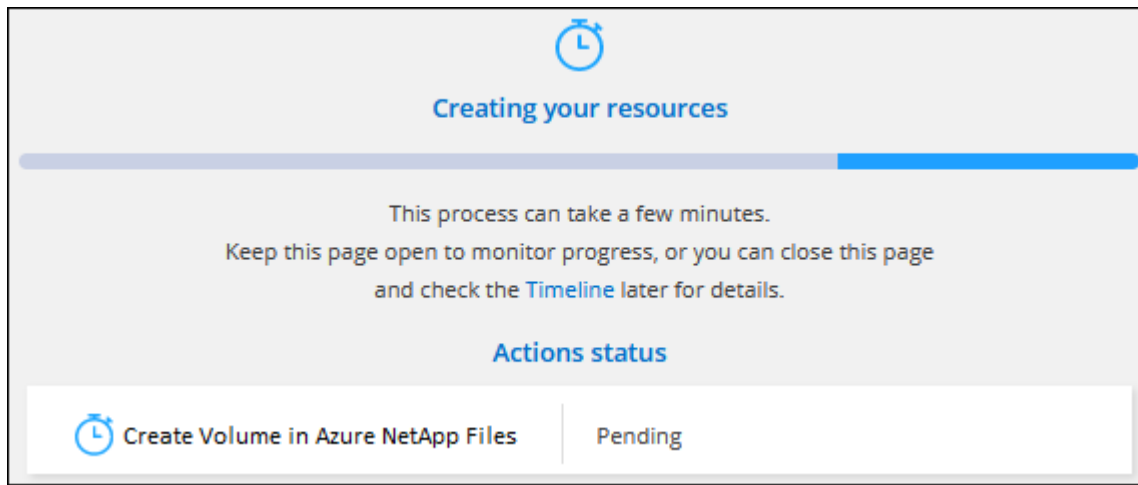 Creating your resources
This process can take a few minutes.
Keep this page open to monitor progress, or you can close this page
and check the Timeline later for details.
Actions status
Create Volume in Azure NetApp Files
Pending